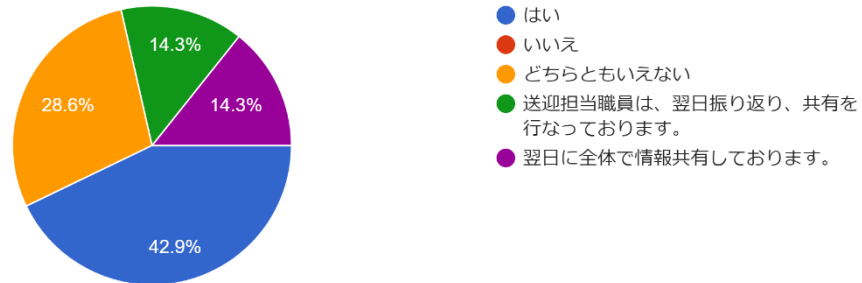 14.3%
28.6%
14.3%
42.9%
はい
いいえ
どちらともいえない
送迎担当職員は、翌日振り返り、共有を
行なっております。
翌日に全体で情報共有しております。